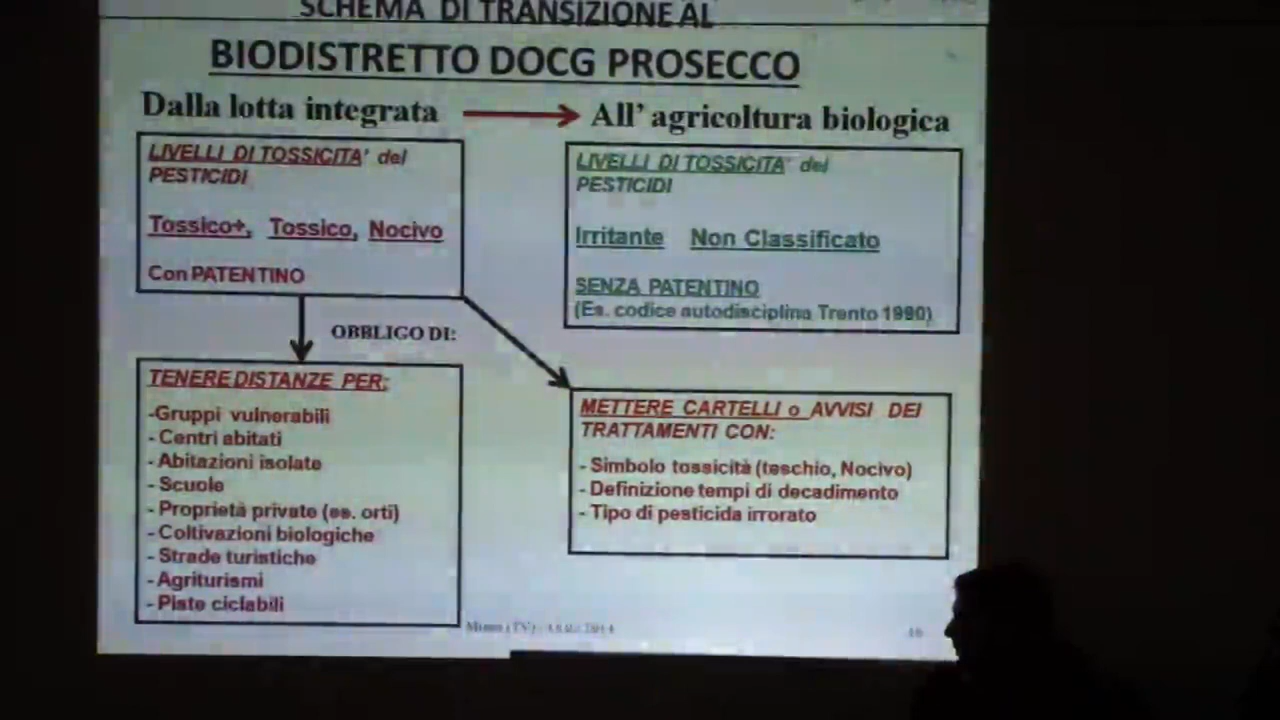 SCHEMA DI TRANSIZIONE AL
BIODISTRETTO DOCG PROSECCO
Dalla lotta integrata
All' agricoltura biologica
LIVELLI DI TOSSICITA' dei
PESTICIDI
Tossico+, Tossico, Nocivo
Con PATENTINO
LIVELLI DI TOSSICITA' dei
PESTICIDI
Irritante Non Classificato
SENZA PATENTINO
(Es. codice autodisciplina Trento 1990)
OBBLIGO DI:
TENERE DISTANZE PER:
-Gruppi vulnerabili
- Centri abitati
- Abitazioni isolate
- Scuole
- Proprietà private (es. orti)
- Coltivazioni biologiche
- Strade turistiche
- Agriturismi
- Piste ciclabili
METTERE CARTELLI o AVVISI DEI
TRATTAMENTI CON:
- Simbolo tossicità (teschio, Nocivo)
- Definizione tempi di decadimento
- Tipo di pesticida irrorato
(TV)
16